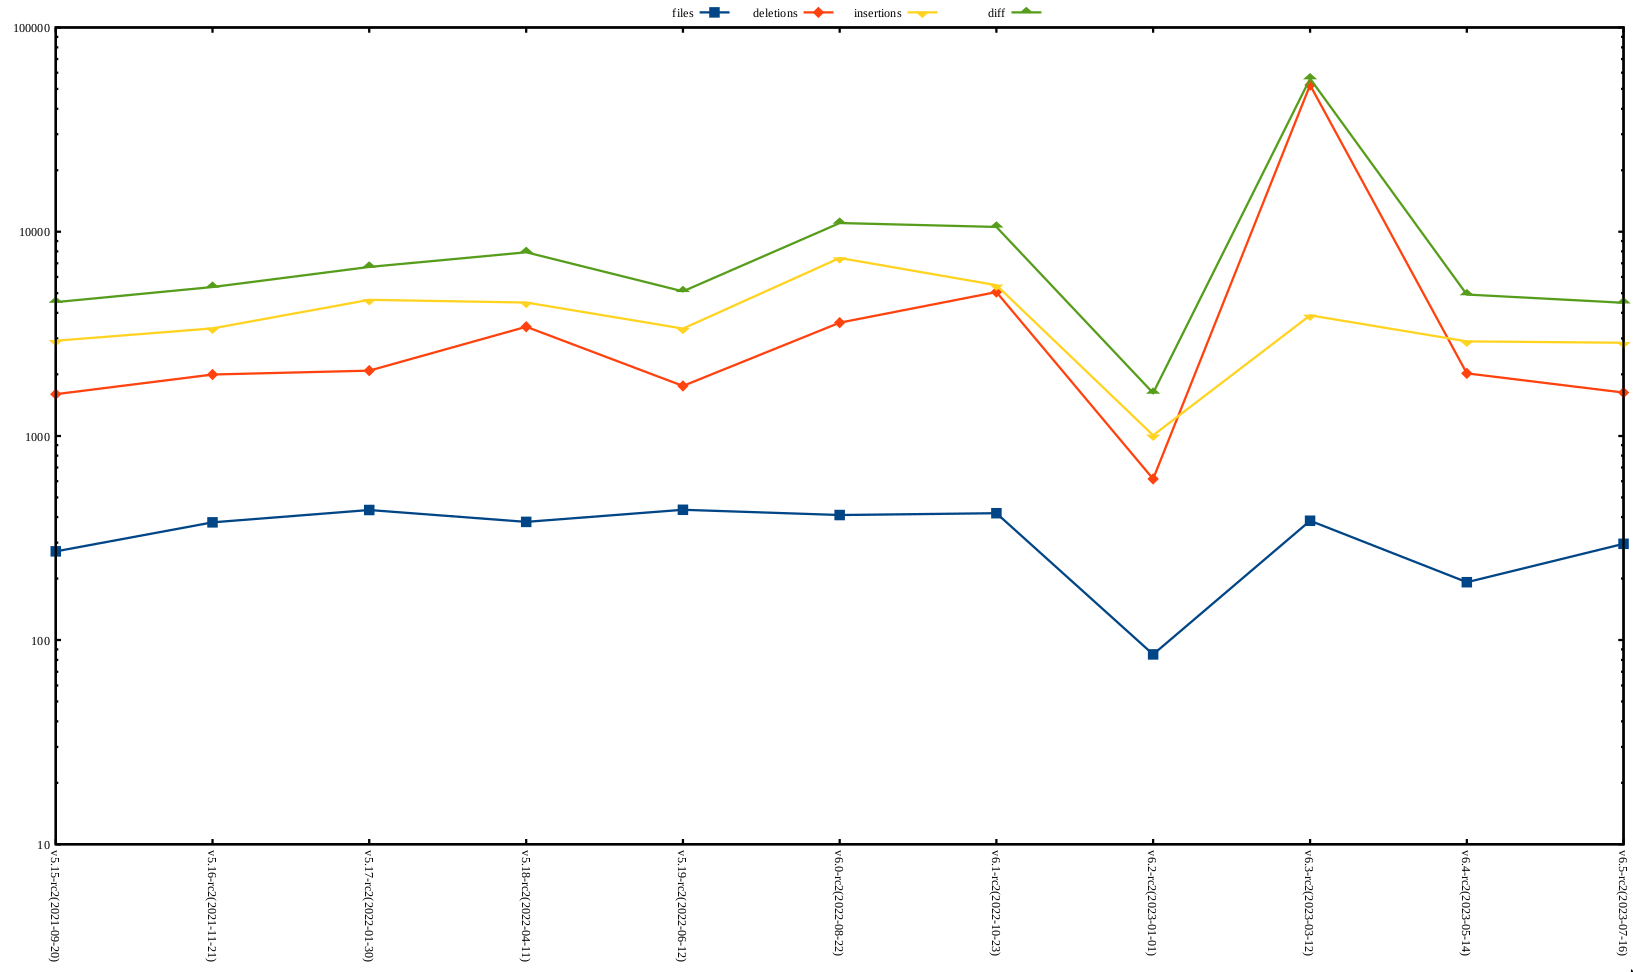 files deletions insertions diff
100000
10000
1000
100
10
v5.15-rc2(2021-09-20)
v5.16-rc2(2021-11-21)
v5.17-rc2(2022-01-30)
v5.18-rc2(2022-04-11)
v5.19-rc2(2022-06-12)
v6.0-rc2(2022-08-22)
v6.1-rc2(2022-10-23)
v6.2-rc2(2023-01-01)
v6.3-rc2(2023-03-12)
v6.4-rc2(2023-05-14)
v6.5-rc2(2023-07-16)